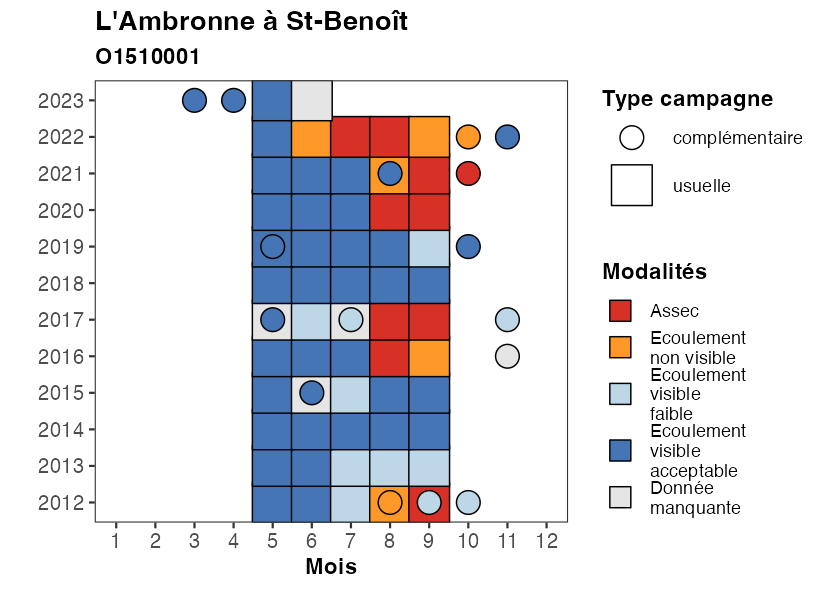 L'Ambronne à St-Benoît
O1510001
2023
2022
2021
2020
2019
2018
2017
2016
2015
2014
2013
2012
1 2 3 4 5 6 7 8 9 10 11 12
Mois
Type campagne
complémentaire
usuelle
Modalités
Assec
Ecoulement
non visible
Ecoulement
visible
faible
Ecoulement
visible
acceptable
Donnée
manquante